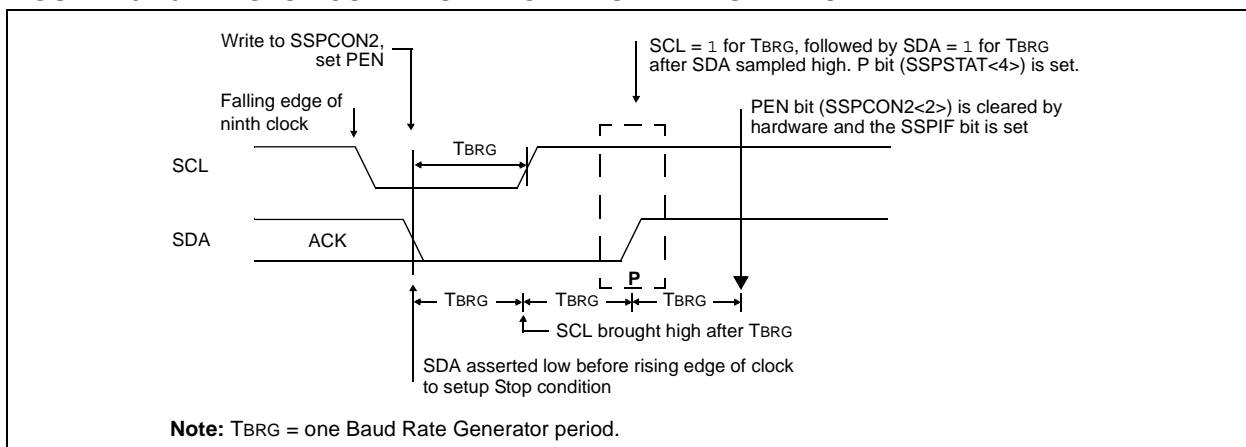 Write to SSPCON2,
set PEN
SCL = 1 for TBRG, followed by SDA = 1 for TBRG
after SDA sampled high. P bit (SSPSTAT<4>) is set.
Falling edge of
ninth clock
PEN bit (SSPCON2<2>) is cleared by
hardware and the SSPIF bit is set
TBRG
SCL
SDA
ACK
P
TBRG
TBRG
TBRG
SCL brought high after TBRG
SDA asserted low before rising edge of clock
to setup Stop condition
Note: TBRG = one Baud Rate Generator period.